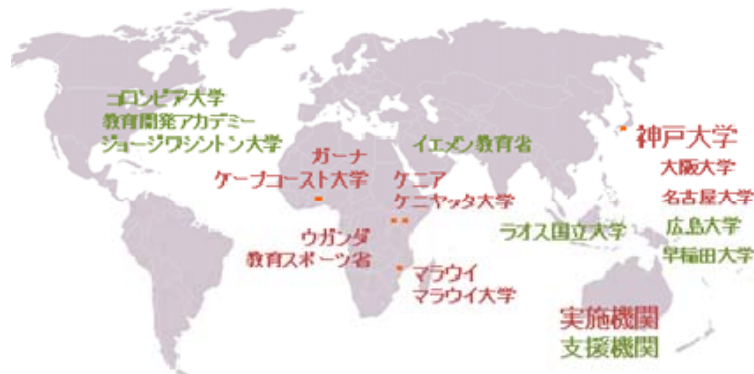 コロンビア大学
教育開発アカデミー
ジョージワシントン大学
ガーナ
ケープコースト大学
イエメン教育省
ケニア
ケニヤッタ大学
神戸大学
大阪大学
名古屋大学
広島大学
早稲田大学
ラオス国立大学
ウガンダ
教育スポーツ省
マラウイ
マラウイ大学
実施機関
支援機関